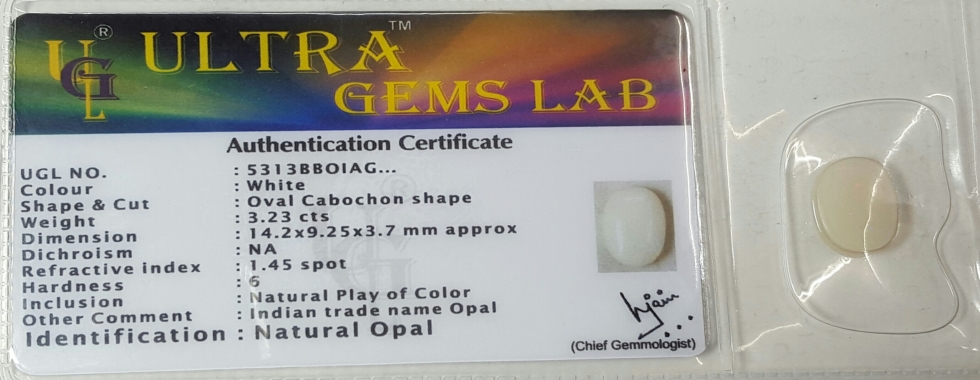 UGL ® ULTRA ™
GEMS LAB
Authentication Certificate
UGL NO. : 5313BBOIAG...
Colour : White
Shape & Cut : Oval Cabochon shape
Weight : 3.23 cts
Dimension : 14.2x9.25x3.7 mm approx
Dichroism : NA
Refractive index : 1.45 spot
Hardness : 6
Inclusion : Natural Play of Color
Other Comment : Indian trade name Opal
Identification : Natural Opal
(Chief Gemmologist)